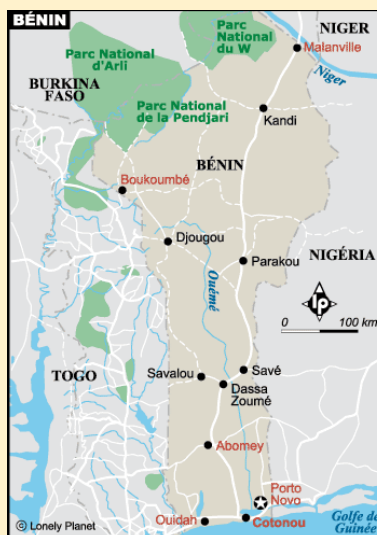 BÉNIN
Parc National
du W
NIGER
Malanville
Parc National
d'Arli
Niger
BURKINA
FASO
Parc National
de la Pendjari
Kandi
BÉNIN
Boukoumbé
Djougou
Ouémé
Parakou
NIGÉRIA
lp
0 100 km
TOGO
Savalou
Savê
Dassa
Zoumé
Abomey
Porto
Novo
Ouidah
Cotonou
Golfe de
Guinée
© Lonely Planet